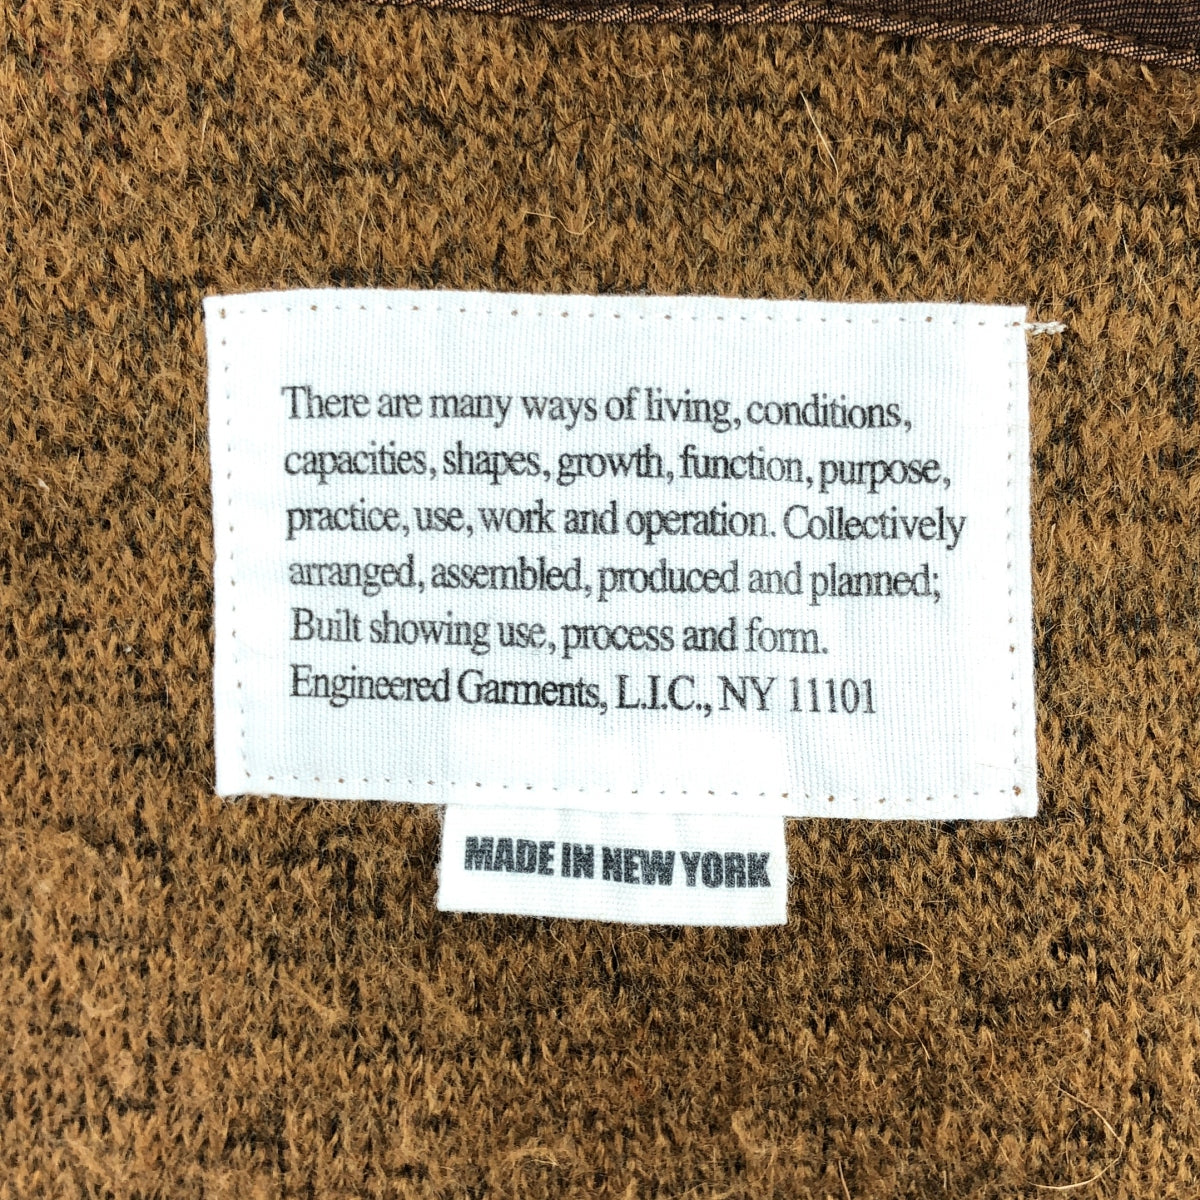 There are many ways of living, conditions,
capacities, shapes, growth, function, purpose,
practice, use, work and operation. Collectively
arranged, assembled, produced and planned;
Built showing use, process and form.
Engineered Garments, L.I.C., NY 11101
MADE IN NEW YORK